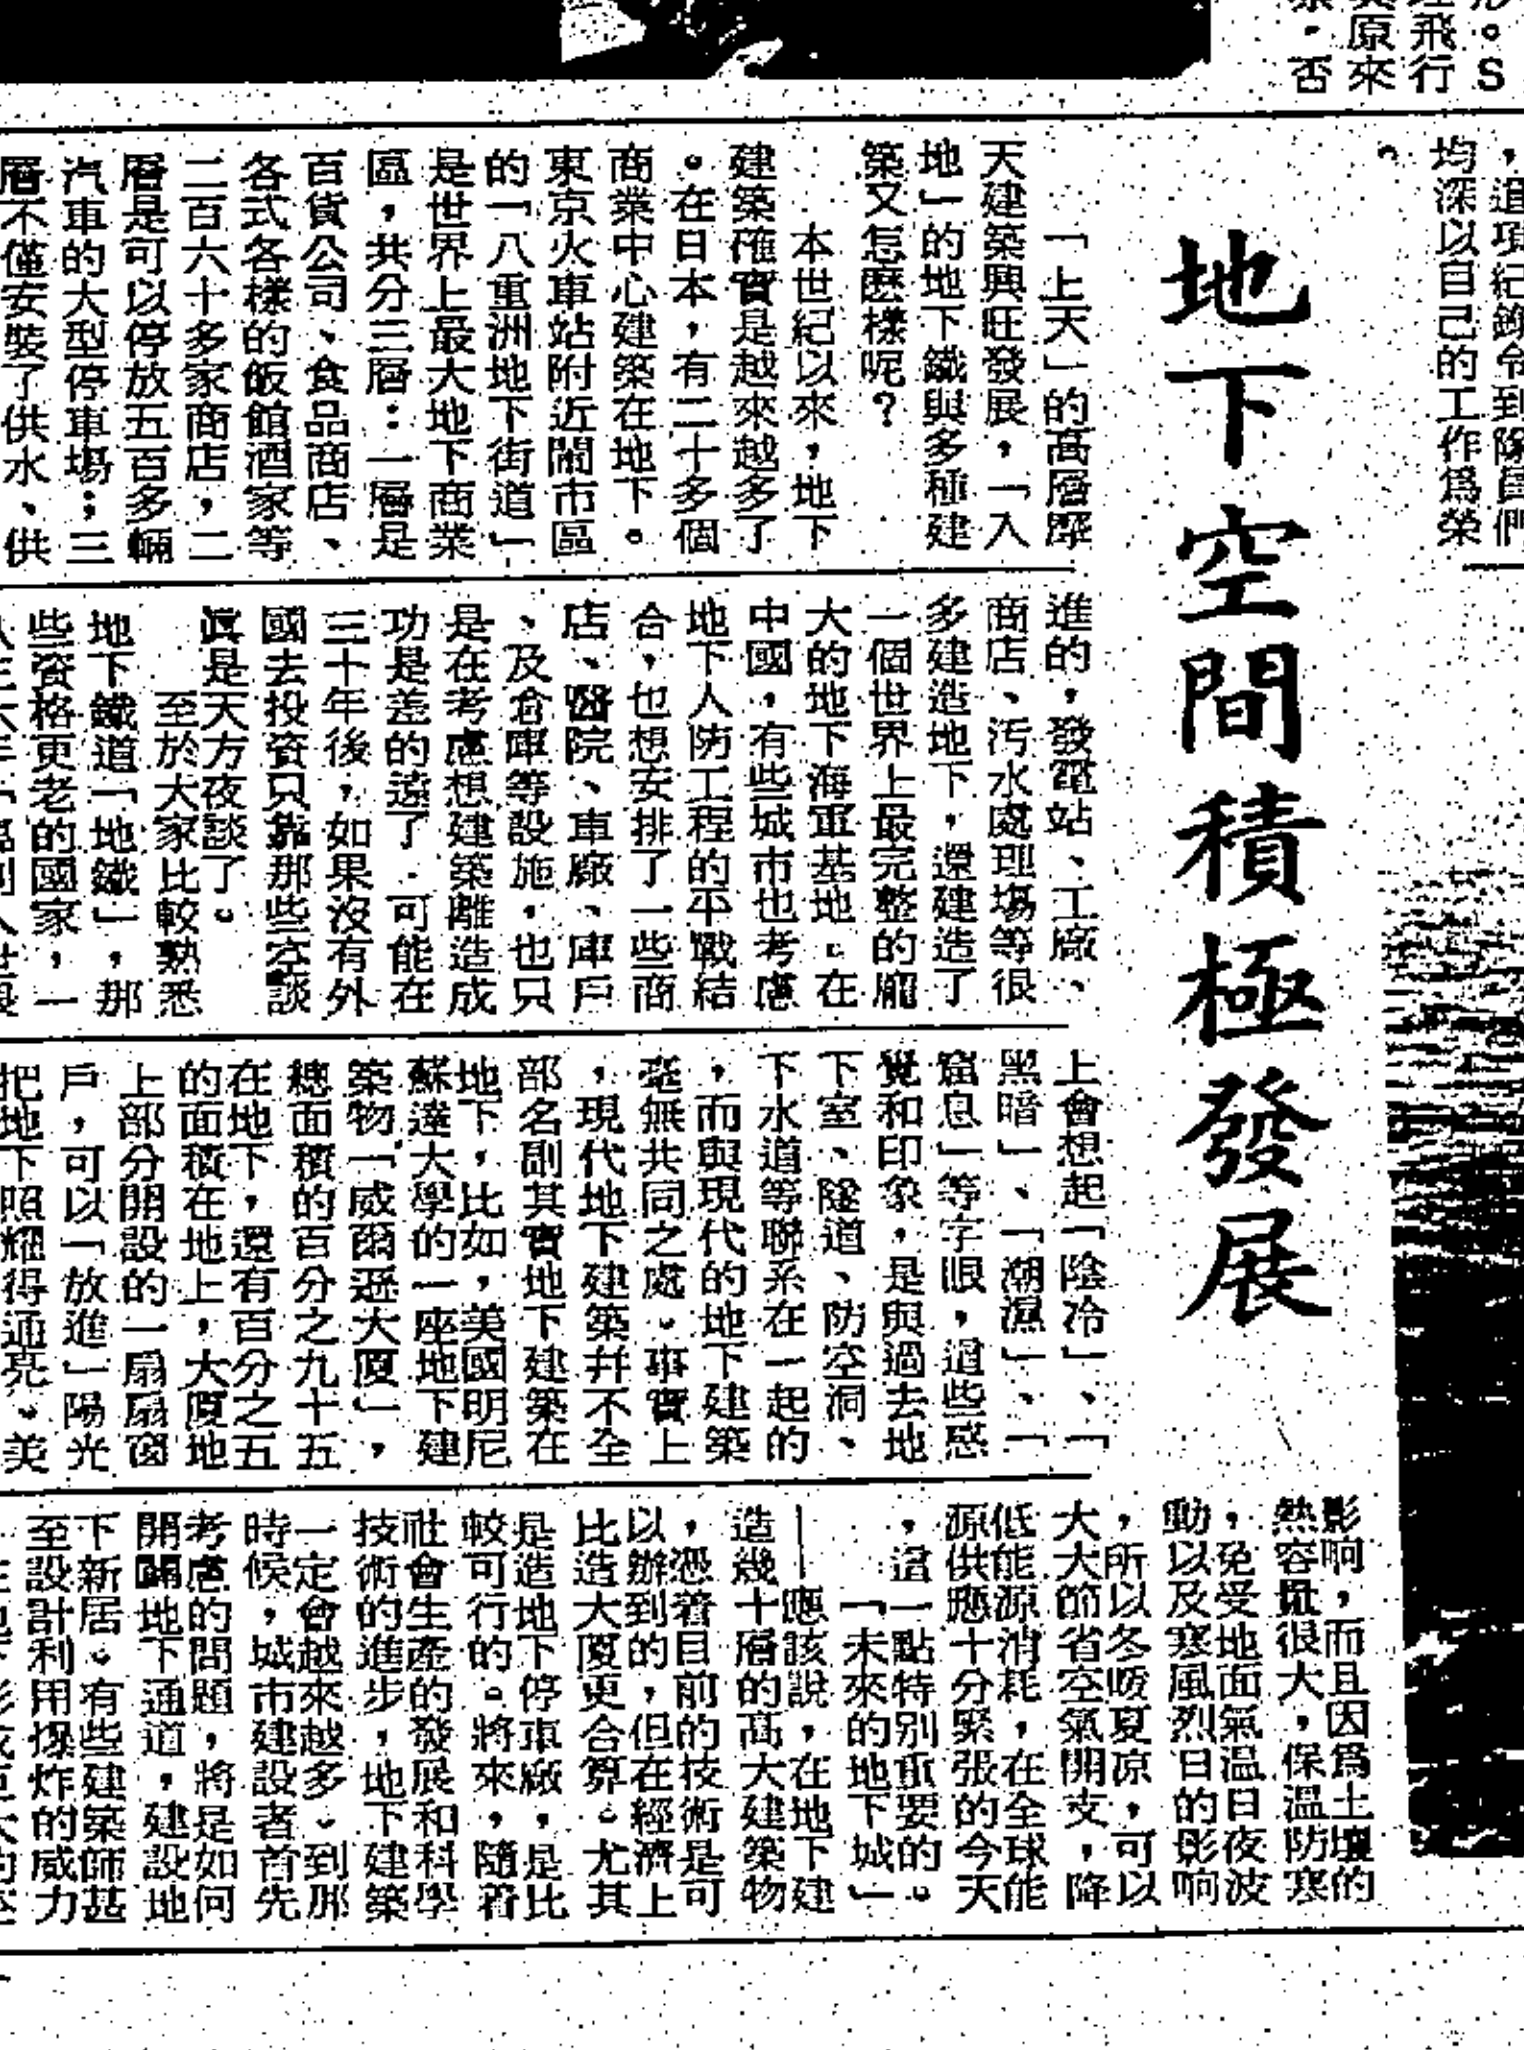 地下空間積極發展
「上天」的高層摩
天建築興旺發展，「入
地」的地下鐵與多種建
築又怎麽樣呢？
本世紀以來，地下
建築確實是越來越多了
。在日本，有二十多個
商業中心建築在地下。
東京火車站附近鬧市區
的「八重洲地下街道」
是世界上最大地下商業
區，共分三層：一層是
百貨公司、食品商店、
各式各樣的飯館酒家等
二百六十多家商店，二
層是可以停放五百多輛
汽車的大型停車場；三
層不僅安裝了供水、供
進的，發電站、工廠、
商店、污水處理場等很
多建造地下，還建造了
一個世界上最完整的龐
大的地下海軍基地。在
中國，有些城市也考慮
地下人防工程的平戰結
合，也想安排了一些商
店、醫院、車廠、庫戶
、及倉庫等設施，也只
是在考慮想建築離造成
功是差的遠了．可能在
三十年後，如果沒有外
國去投資只靠那些空談
眞是天方夜談了。
至於大家比較熟悉
地下鐵道「地鐵」，那
些資格更老的國家，一
上會想起「陰冷」、「
黑暗」、「潮濕」、「
窟息」等字眼，這些感
覺和印象，是與過去地
下室、隧道、防空洞、
下水道等聯系在一起的
，而與現代的地下建築
毫無共同之處。事實上
，現代地下建築幷不全
部名副其實地下建築在
地下，比如，美國明尼
蘇達大學的一座地下建
築物「威爾遜大厦」，
總面積的百分之九十五
在地下，還有百分之五
的面積在地上，大厦地
上部分開設的一扇扇窗
戶，可以「放進」陽光
把地下照耀得通亮。美
影响，而且因爲土壤的
熱容量很大，保温防寒
，免受地面氣温日夜波
動以及寒風烈日的影响
，所以冬暖夏凉，可以
大大節省空氣開支，降
低能源消耗，在全球能
源供應十分緊張的今天
，這一點特别重要的。
「未來的地下城」
—應該說，在地下建
造幾十層的高大建築物
，憑着目前的技術是可
以辦到的，但在經濟上
比造大厦更合算。尤其
是造地下停車廠，是比
較可行的。將來，隨着
社會生產的發展和科學
技術的進步，地下建築
一定會越來越多。到那
時候，城市建設者首先
考慮的問題，將是如何
開闢地下通道，建設地
下新居。有些建築師甚
至設計利用爆炸的威力
均深以自己的工作爲榮